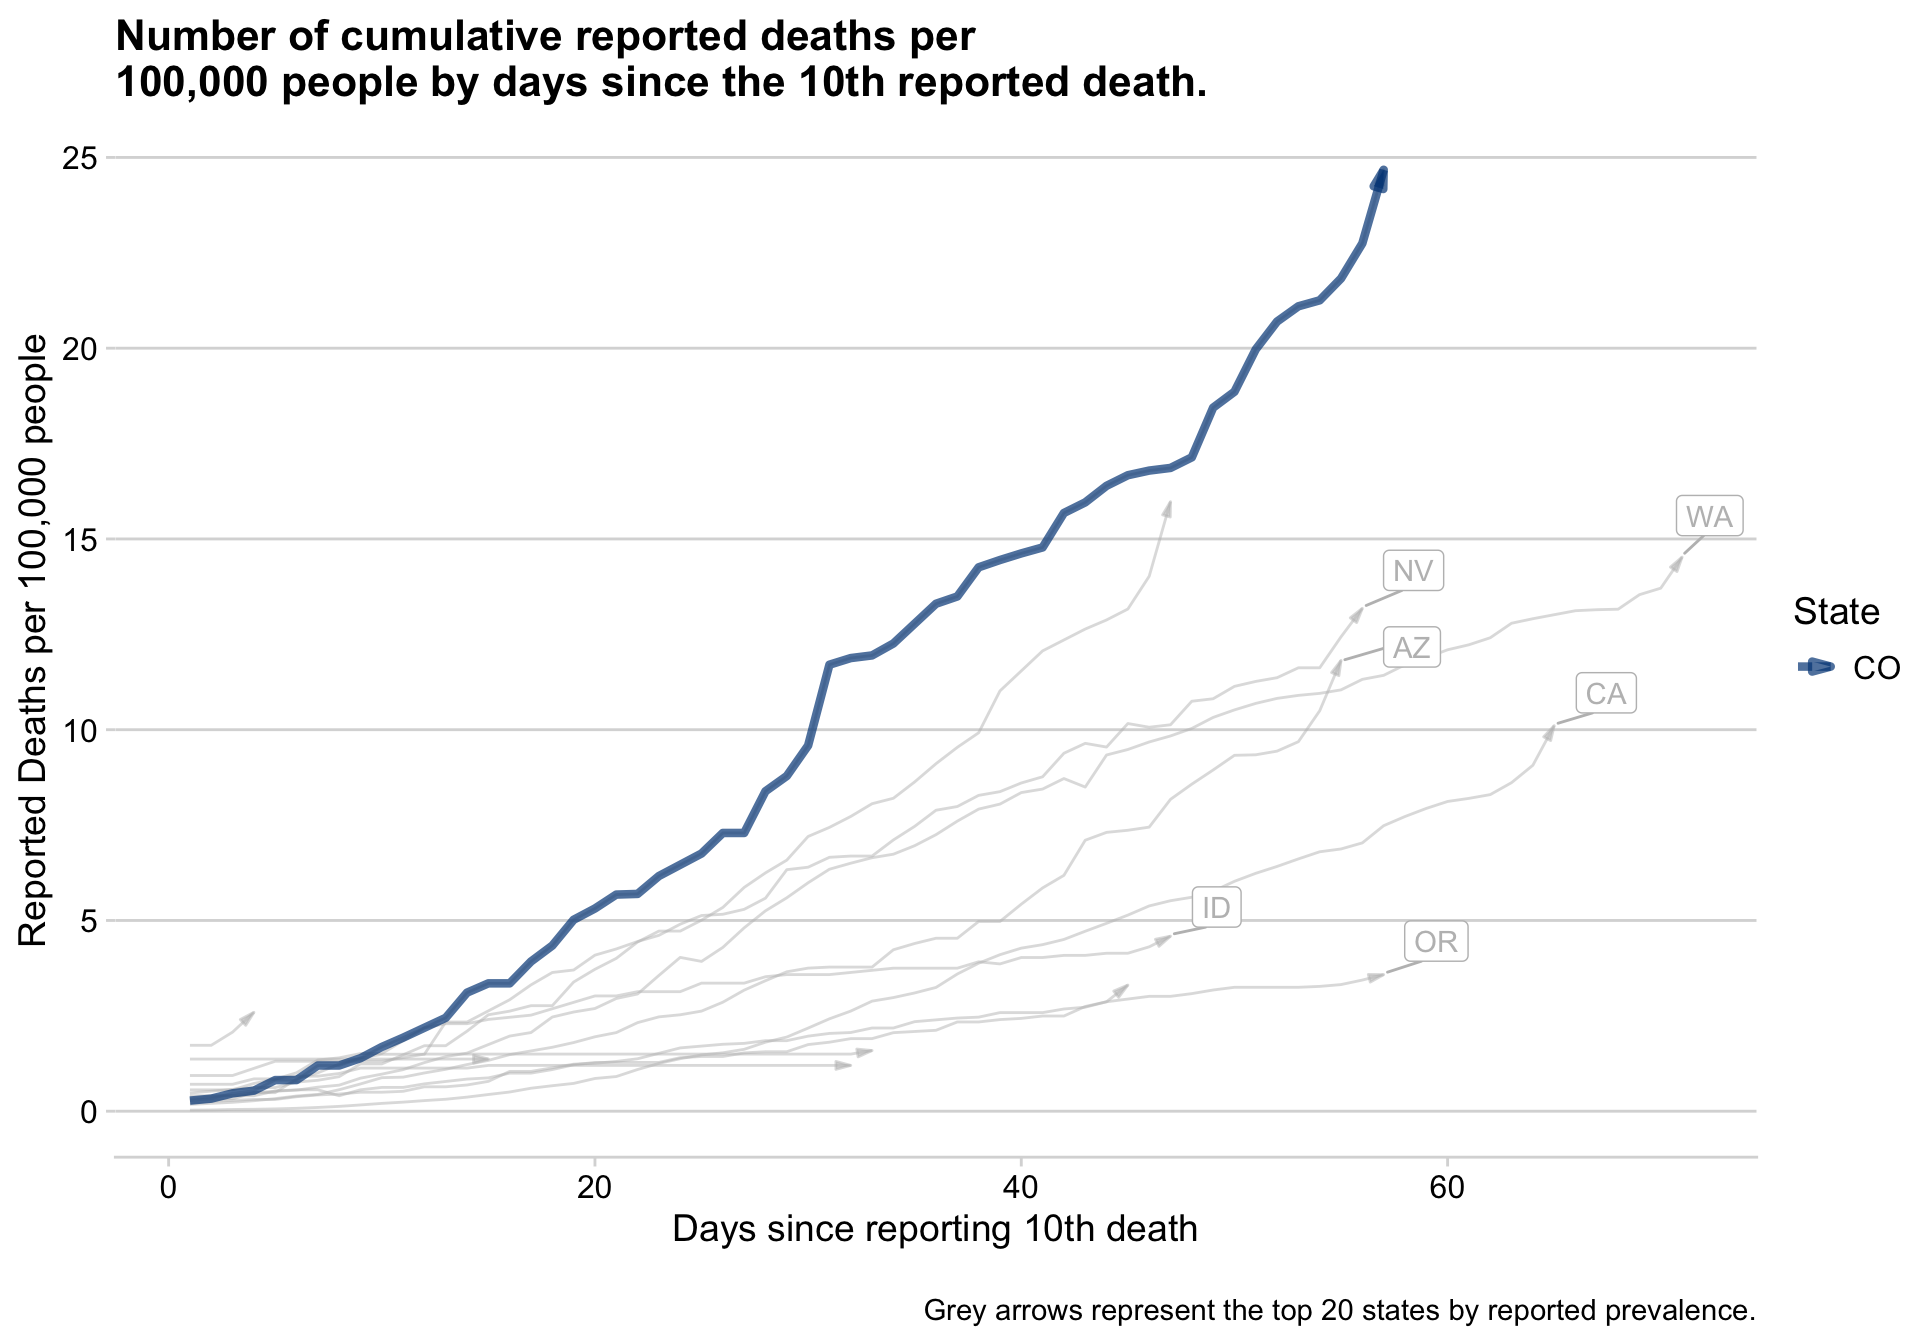 Number of cumulative reported deaths per
100,000 people by days since the 10th reported death.
Reported Deaths per 100,000 people
25
20
15
10
5
0
WA
NV
AZ
CA
ID
OR
State
CO
0
20
40
60
Days since reporting 10th death
Grey arrows represent the top 20 states by reported prevalence.